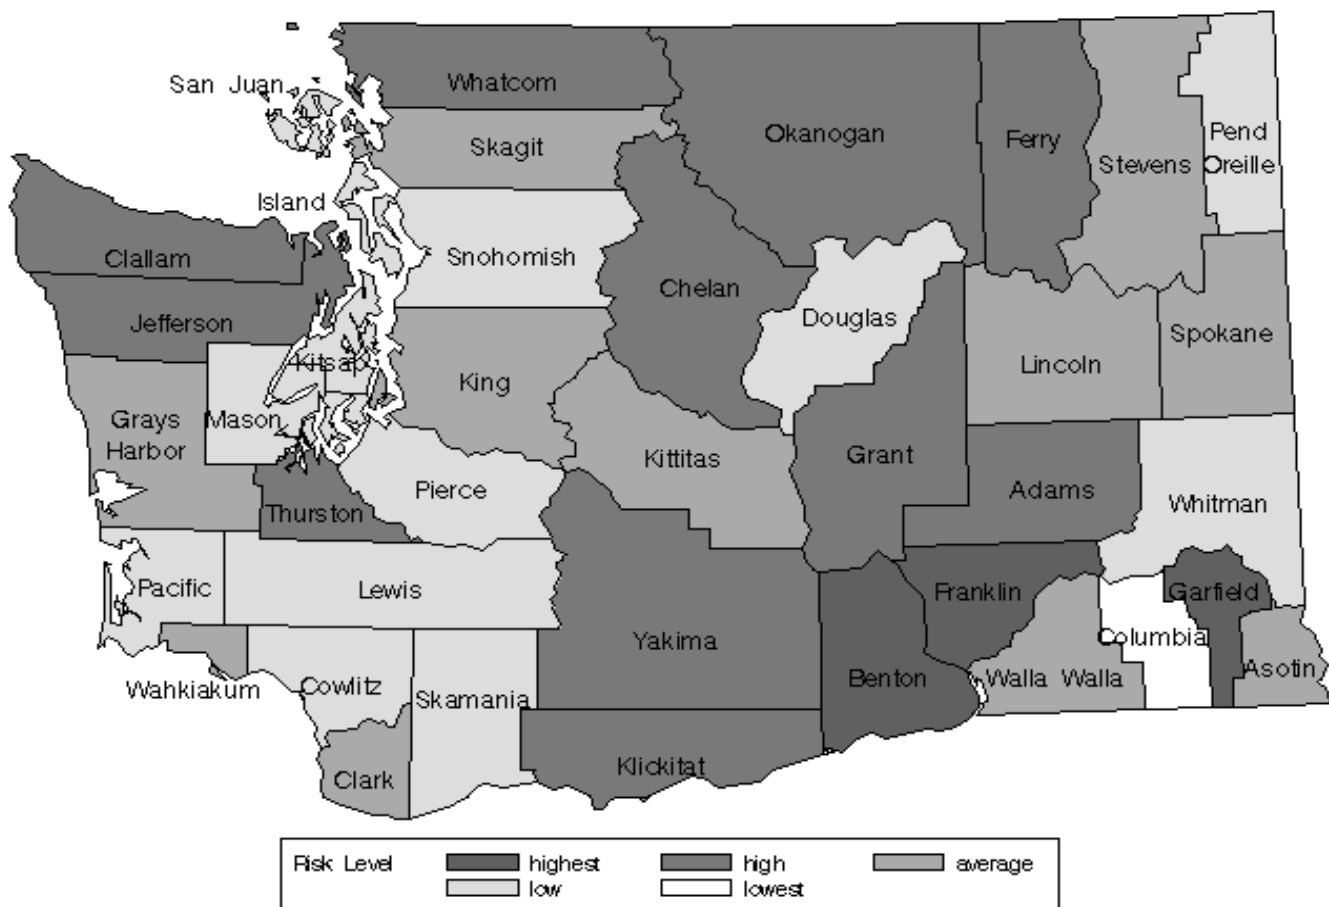 San Juan
Whatcom
Okanogan
Ferry
Pend
Oreille
Skagit
Stevens
Island
Clallam
Snohomish
Chelan
Douglas
Jefferson
Spokane
Kitsap
King
Lincoln
Grays
Harbor
Mason
Kittitas
Grant
Pierce
Adams
Whitman
Thurston
Pacific
Lewis
Franklin
Garfield
Yakima
Columbia
Wahkiakum
Cowlitz
Skamania
Benton
Walla Walla
Asotin
Clark
Klickitat
Risk Level
highest
high
average
low
lowest